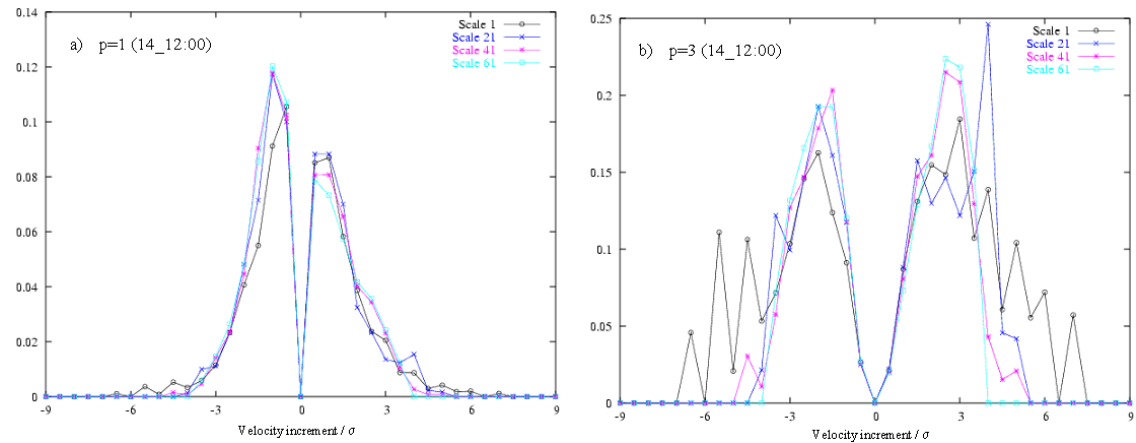 0.14
0.12
0.1
0.08
0.06
0.04
0.02
0
-9 -6 -3 0 3 6 9
a) p=1 (14_12:00)
Scale 1
Scale 21
Scale 41
Scale 61
Velocity increment / σ
0.25
0.2
0.15
0.1
0.05
0
-9 -6 -3 0 3 6 9
b) p=3 (14_12:00)
Scale 1
Scale 21
Scale 41
Scale 61
Velocity increment / σ